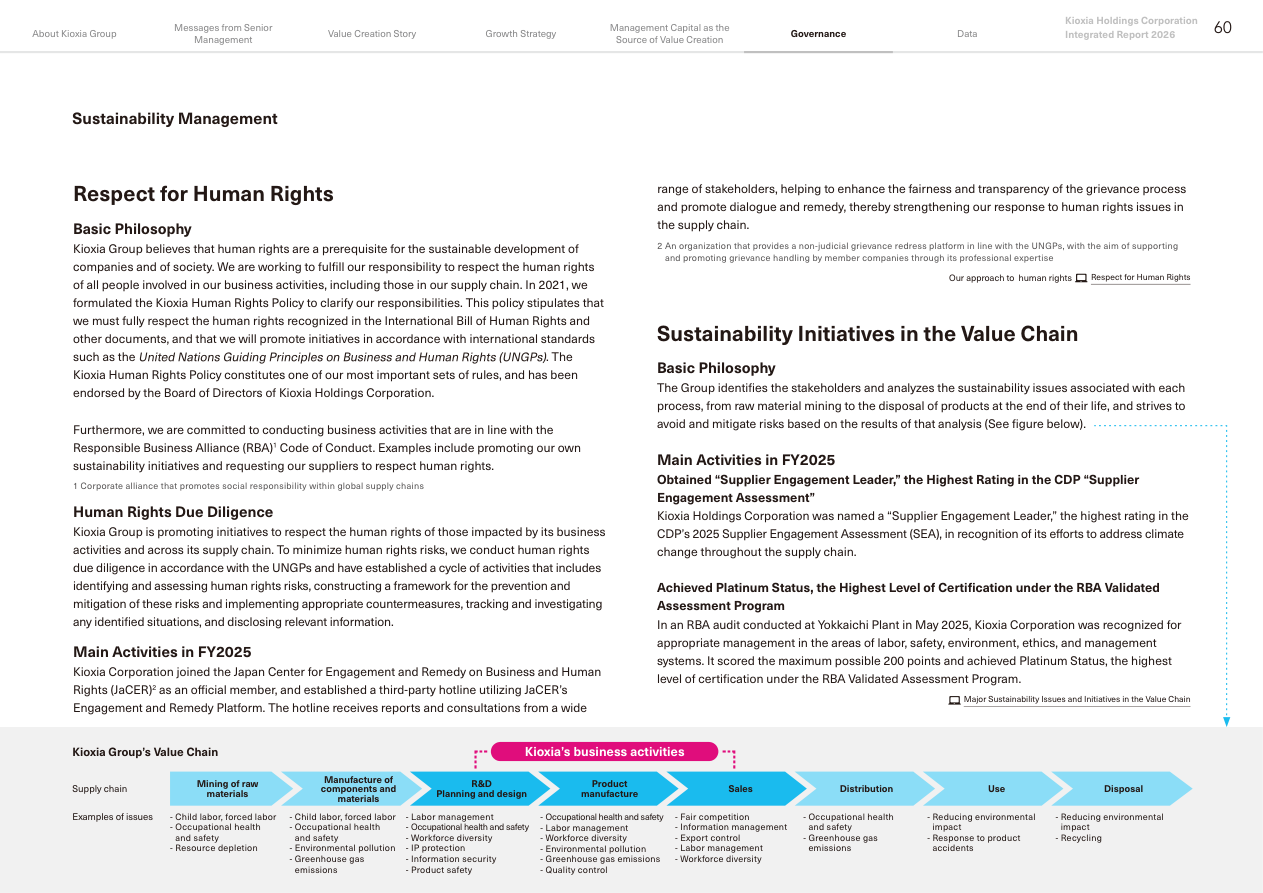 About Kioxia Group
Messages from Senior
Management
Value Creation Story
Growth Strategy
Management Capital as the
Source of Value Creation
Governance
Data
Kioxia Holdings Corporation
Integrated Report 2026
60
Sustainability Management
Respect for Human Rights
Basic Philosophy
Kioxia Group believes that human rights are a prerequisite for the sustainable development of
companies and of society. We are working to fulfill our responsibility to respect the human rights
of all people involved in our business activities, including those in our supply chain. In 2021, we
formulated the Kioxia Human Rights Policy to clarify our responsibilities. This policy stipulates that
we must fully respect the human rights recognized in the International Bill of Human Rights and
other documents, and that we will promote initiatives in accordance with international standards
such as the United Nations Guiding Principles on Business and Human Rights (UNGPs). The
Kioxia Human Rights Policy constitutes one of our most important sets of rules, and has been
endorsed by the Board of Directors of Kioxia Holdings Corporation.
Furthermore, we are committed to conducting business activities that are in line with the
Responsible Business Alliance (RBA)1 Code of Conduct. Examples include promoting our own
sustainability initiatives and requesting our suppliers to respect human rights.
1 Corporate alliance that promotes social responsibility within global supply chains
Human Rights Due Diligence
Kioxia Group is promoting initiatives to respect the human rights of those impacted by its business
activities and across its supply chain. To minimize human rights risks, we conduct human rights
due diligence in accordance with the UNGPs and have established a cycle of activities that includes
identifying and assessing human rights risks, constructing a framework for the prevention and
mitigation of these risks and implementing appropriate countermeasures, tracking and investigating
any identified situations, and disclosing relevant information.
Main Activities in FY2025
Kioxia Corporation joined the Japan Center for Engagement and Remedy on Business and Human
Rights (JaCER)2 as an official member, and established a third-party hotline utilizing JaCER's
Engagement and Remedy Platform. The hotline receives reports and consultations from a wide
range of stakeholders, helping to enhance the fairness and transparency of the grievance process
and promote dialogue and remedy, thereby strengthening our response to human rights issues in
the supply chain.
2 An organization that provides a non-judicial grievance redress platform in line with the UNGPs, with the aim of supporting
and promoting grievance handling by member companies through its professional expertise
Our approach to human rights Respect for Human Rights
Sustainability Initiatives in the Value Chain
Basic Philosophy
The Group identifies the stakeholders and analyzes the sustainability issues associated with each
process, from raw material mining to the disposal of products at the end of their life, and strives to
avoid and mitigate risks based on the results of that analysis (See figure below).
Main Activities in FY2025
Obtained “Supplier Engagement Leader,” the Highest Rating in the CDP “Supplier
Engagement Assessment”
Kioxia Holdings Corporation was named a “Supplier Engagement Leader,” the highest rating in the
CDP's 2025 Supplier Engagement Assessment (SEA), in recognition of its efforts to address climate
change throughout the supply chain.
Achieved Platinum Status, the Highest Level of Certification under the RBA Validated
Assessment Program
In an RBA audit conducted at Yokkaichi Plant in May 2025, Kioxia Corporation was recognized for
appropriate management in the areas of labor, safety, environment, ethics, and management
systems. It scored the maximum possible 200 points and achieved Platinum Status, the highest
level of certification under the RBA Validated Assessment Program.
Major Sustainability Issues and Initiatives in the Value Chain
Kioxia Group's Value Chain
Kioxia's business activities
Supply chain
Mining of raw
materials
Manufacture of
components and
materials
R&D
Planning and design
Product
manufacture
Sales
Distribution
Use
Disposal
Examples of issues
- Child labor, forced labor
- Occupational health
and safety
- Resource depletion
- Child labor, forced labor
- Occupational health
and safety
- Environmental pollution
- Greenhouse gas
emissions
- Labor management
- Occupational health and safety
- Workforce diversity
- IP protection
- Information security
- Product safety
- Occupational health and safety
- Labor management
- Workforce diversity
- Environmental pollution
- Greenhouse gas emissions
- Quality control
- Fair competition
- Information management
- Export control
- Labor management
- Workforce diversity
- Occupational health
and safety
- Greenhouse gas
emissions
- Reducing environmental
impact
- Response to product
accidents
- Reducing environmental
impact
- Recycling